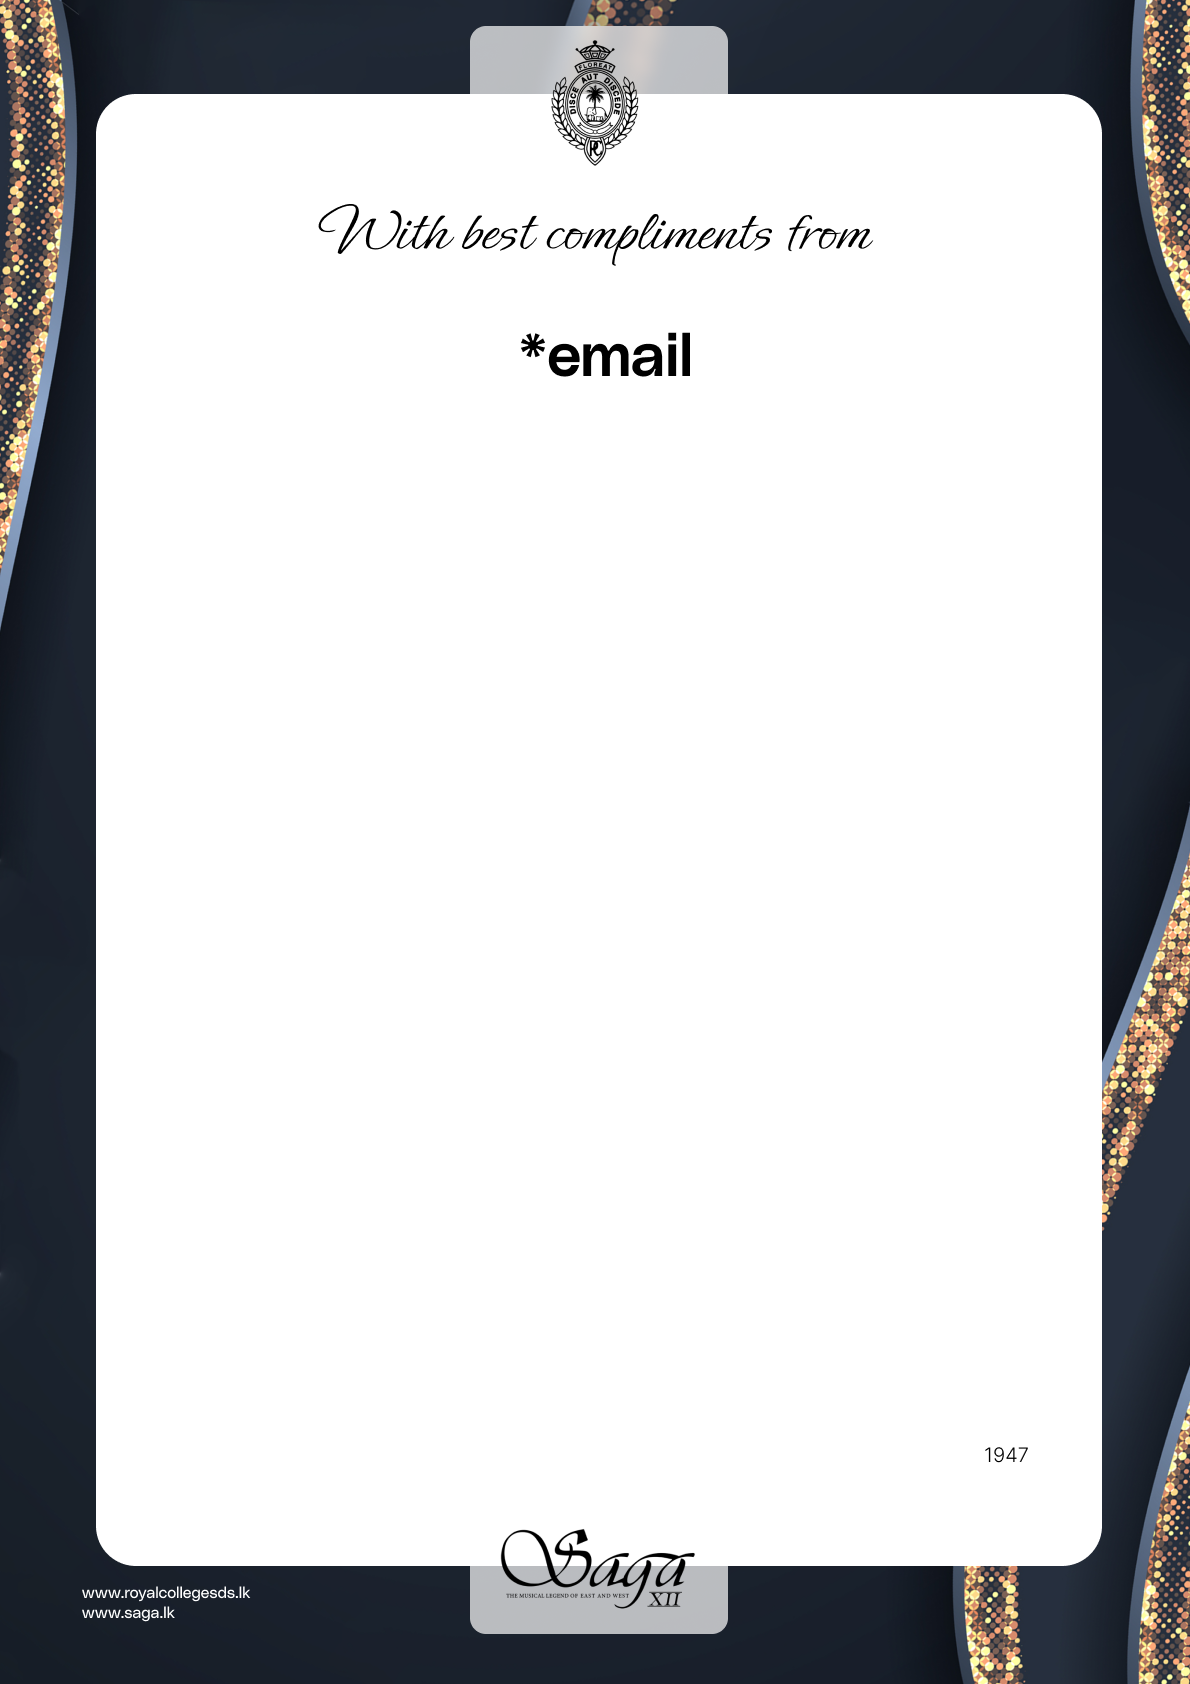 FLOREAT
DISCE AUT DISCEDE
RC
With best compliments from
*email
1947
Saga
THE MUSICAL LEGEND OF EAST AND WEST
XII
www.royalcollegesds.lk
www.saga.lk